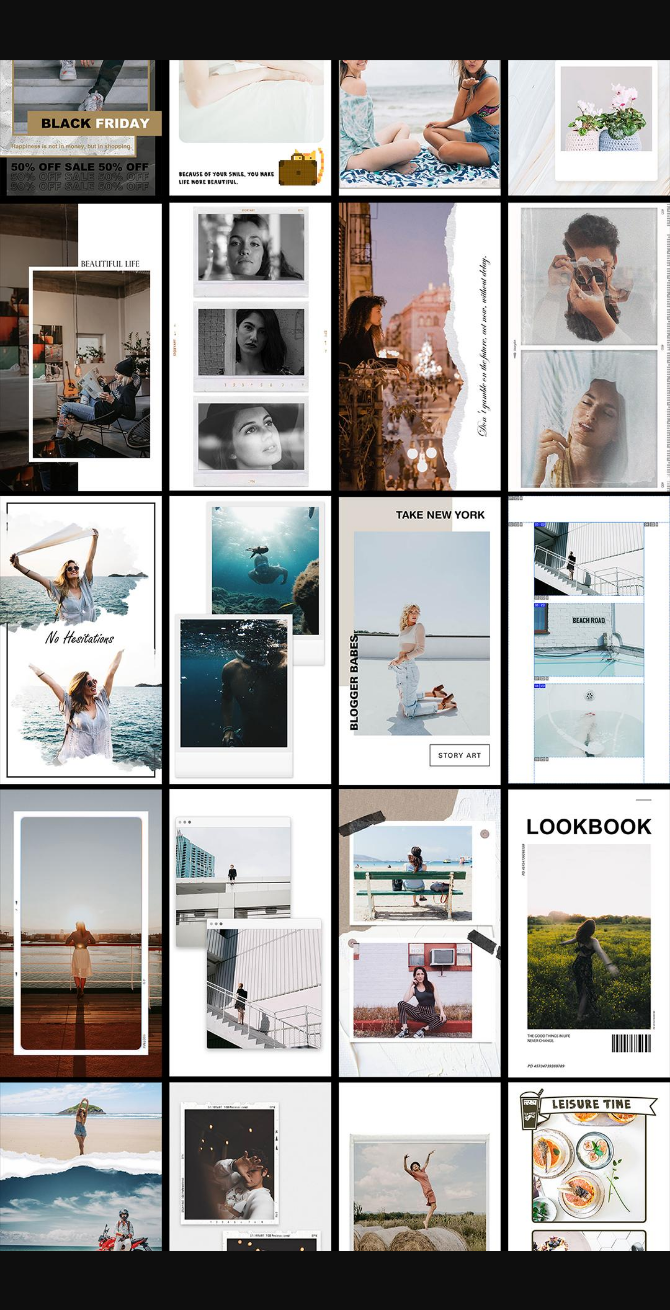 BLACK FRIDAY
Happiness is not in money, but in shopping.
50% OFF SALE 50% OFF
50% OFF SALE 50% OFF
50% OFF SALE 50% OFF
BECAUSE OF YOUR SMILE, YOU MAKE
LIFE MORE BEAUTIFUL.
BEAUTIFUL LIFE
Don't gamble on the future, act now, without delay.
No Hesitations
TAKE NEW YORK
BLOGGER BABES
STORY ART
BEACH ROAD
LOOKBOOK
THE GOOD THINGS IN LIFE
NEVER CHANGE.
LEISURE TIME